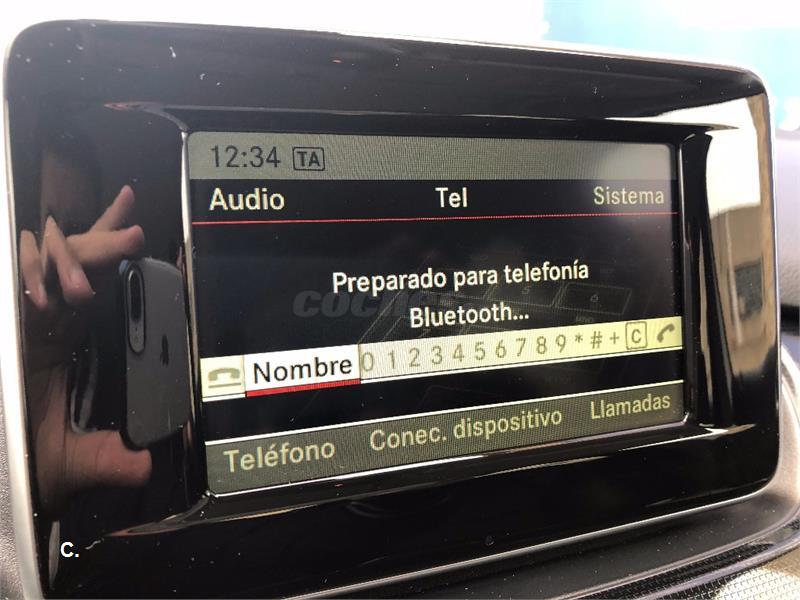 12:34 TA
Audio Tel Sistema
Preparado para telefonía
Bluetooth...
Nombre 0 1 2 3 4 5 6 7 8 9 * # + C
Teléfono Conec. dispositivo Llamadas
C.